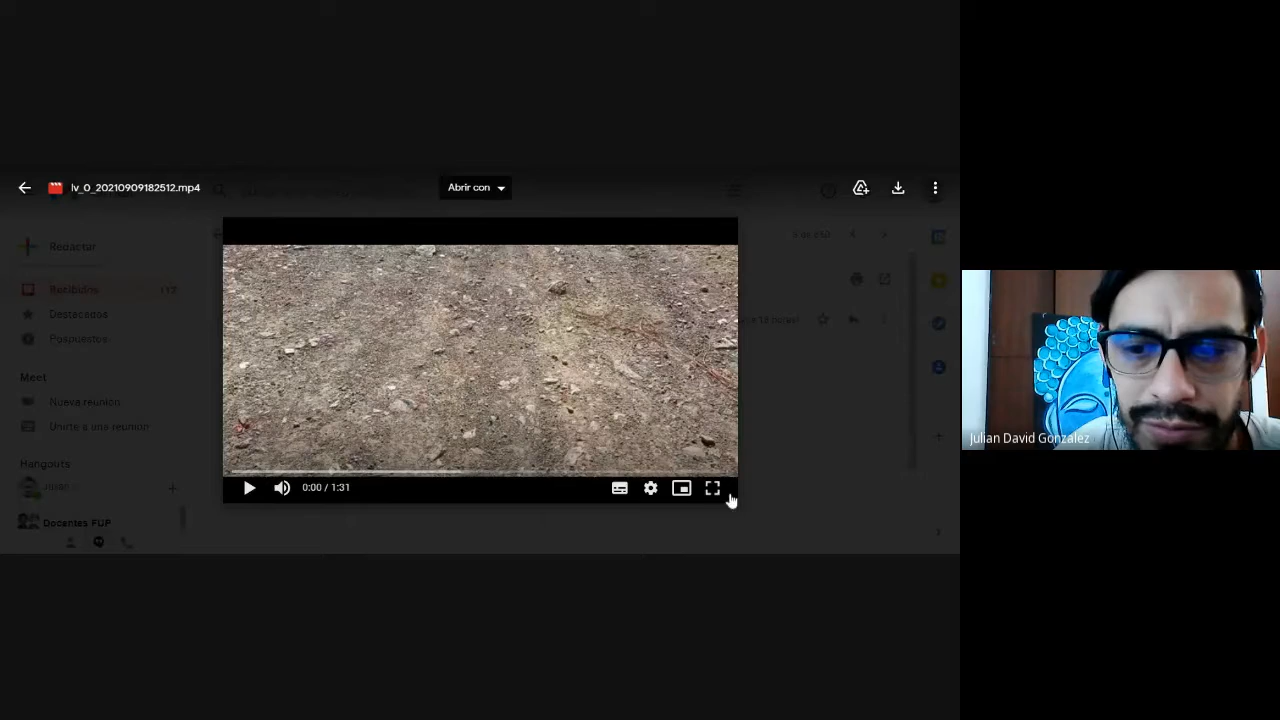 lv_0_20210909182512.mp4
Abrir con
Redactar
Recibidos
Destacados
Pospuestos
Meet
Nueva reunión
Unirte a una reunión
Hangouts
Julian
Docentes FUP
0:00 / 1:31
Julian David Gonzalez